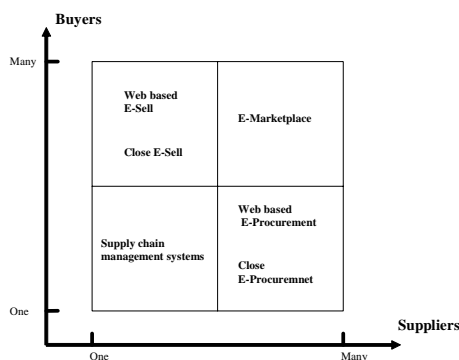 Buyers
Many
Web based
E-Sell
Close E-Sell
E-Marketplace
Supply chain
management systems
Web based
E-Procurement
Close
E-Procuremnet
One
Suppliers
One
Many